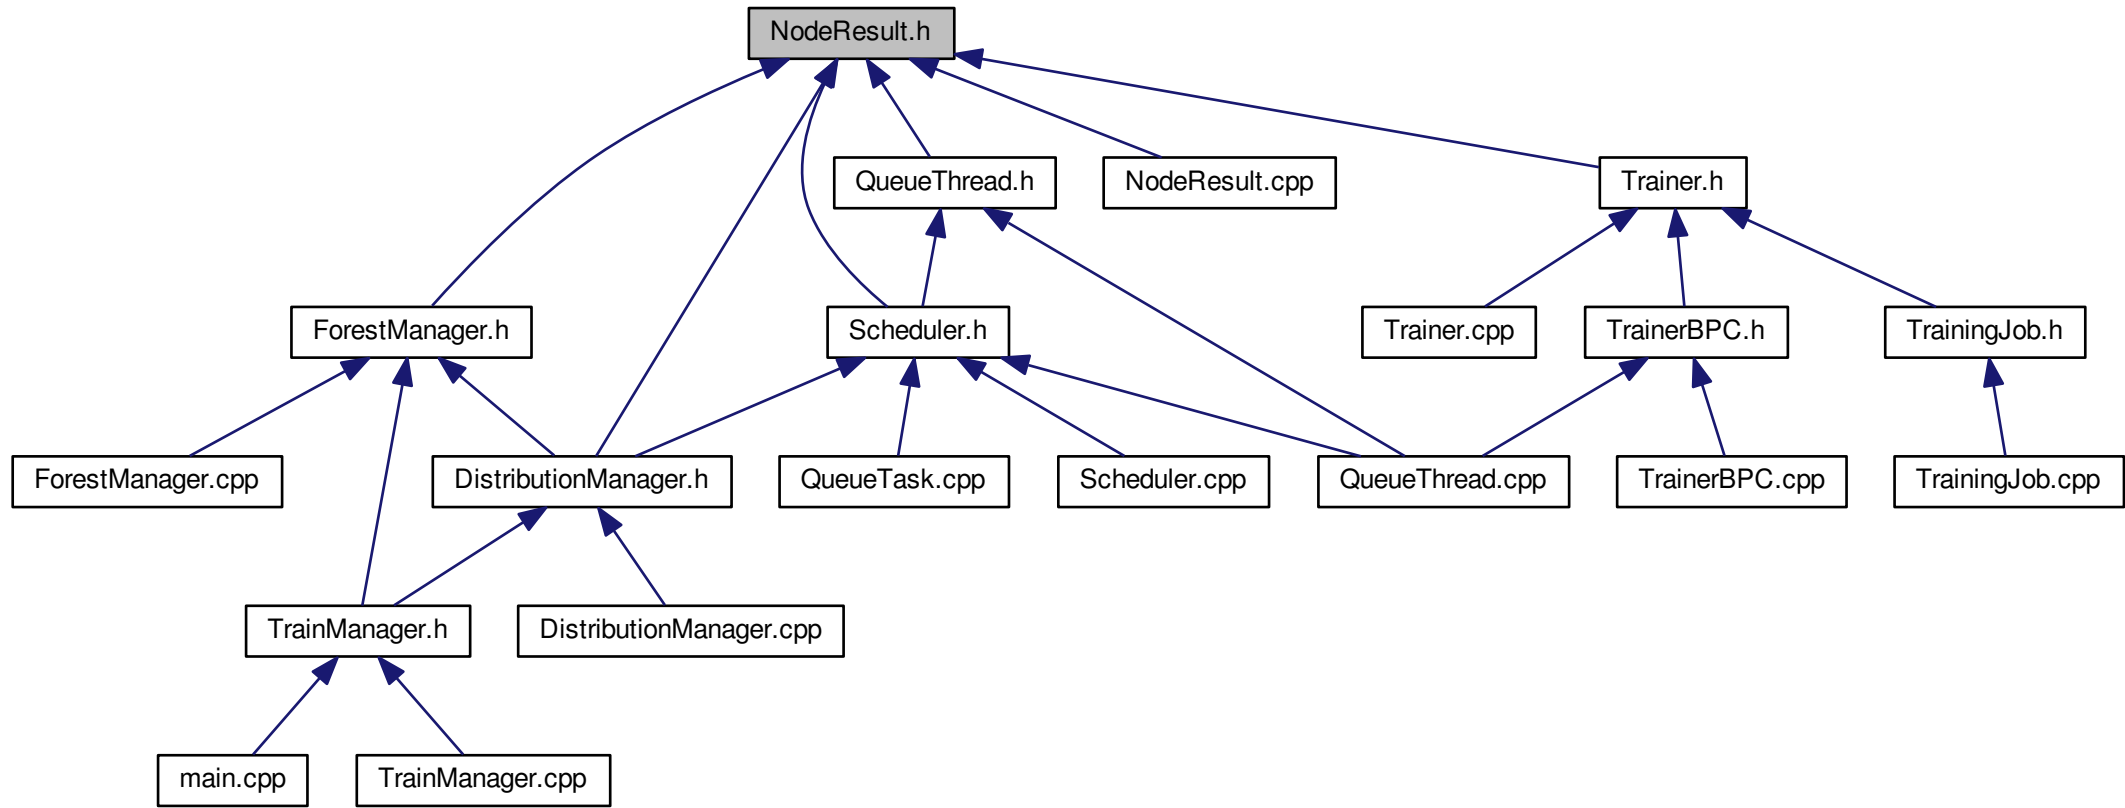 NodeResult.h
QueueThread.h
NodeResult.cpp
Trainer.h
ForestManager.h
Scheduler.h
Trainer.cpp
TrainerBPC.h
TrainingJob.h
ForestManager.cpp
DistributionManager.h
QueueTask.cpp
Scheduler.cpp
QueueThread.cpp
TrainerBPC.cpp
TrainingJob.cpp
TrainManager.h
DistributionManager.cpp
main.cpp
TrainManager.cpp